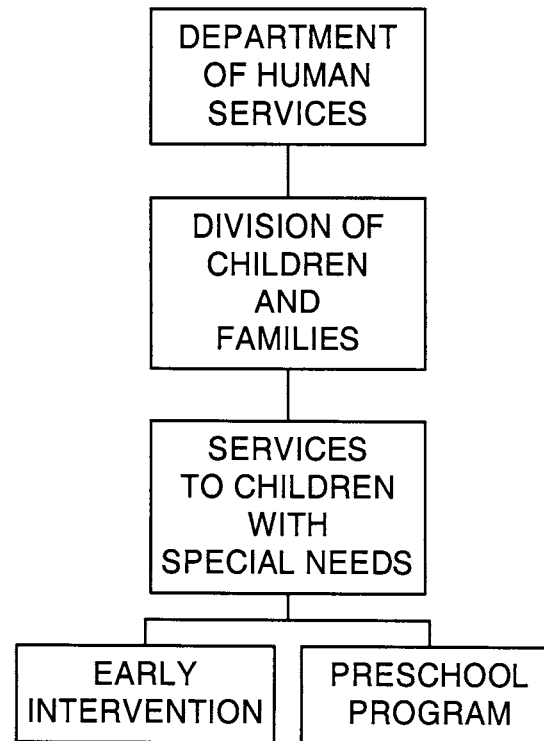 DEPARTMENT
OF HUMAN
SERVICES
DIVISION OF
CHILDREN
AND
FAMILIES
SERVICES
TO CHILDREN
WITH
SPECIAL NEEDS
EARLY
INTERVENTION
PRESCHOOL
PROGRAM